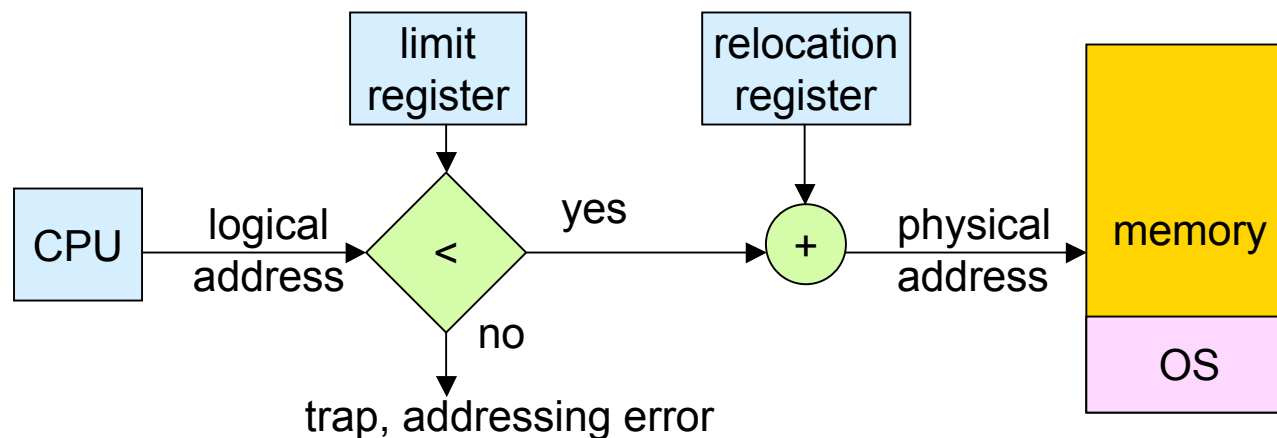 limit
register
relocation
register
CPU
logical
address
<
yes
no
trap, addressing error
+
physical
address
memory
OS